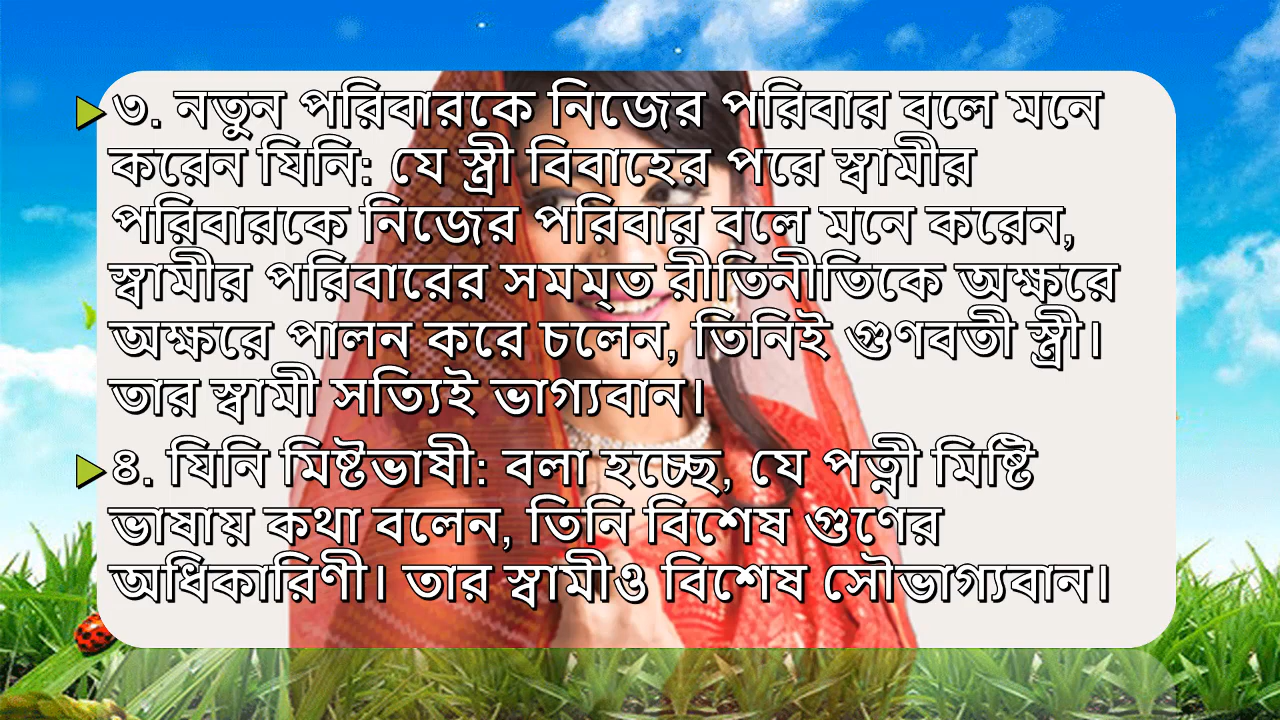 ৩. নতুন পরিবারকে নিজের পরিবার বলে মনে
করেন যিনি: যে স্ত্রী বিবাহের পরে স্বামীর
পরিবারকে নিজের পরিবার বলে মনে করেন,
স্বামীর পরিবারের সমম্ত রীতিনীতিকে অক্ষরে
অক্ষরে পালন করে চলেন, তিনিই গুণবতী স্ত্রী।
তার স্বামী সত্যিই ভাগ্যবান।
৪. যিনি মিষ্টভাষী: বলা হচ্ছে, যে পত্নী মিষ্টি
ভাষায় কথা বলেন, তিনি বিশেষ গুণের
অধিকারিণী। তার স্বামীও বিশেষ সৌভাগ্যবান।